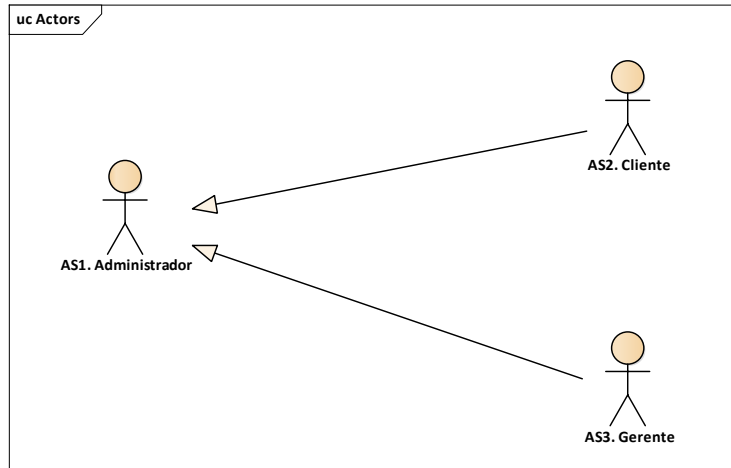 uc Actors
AS2. Cliente
AS1. Administrador
AS3. Gerente